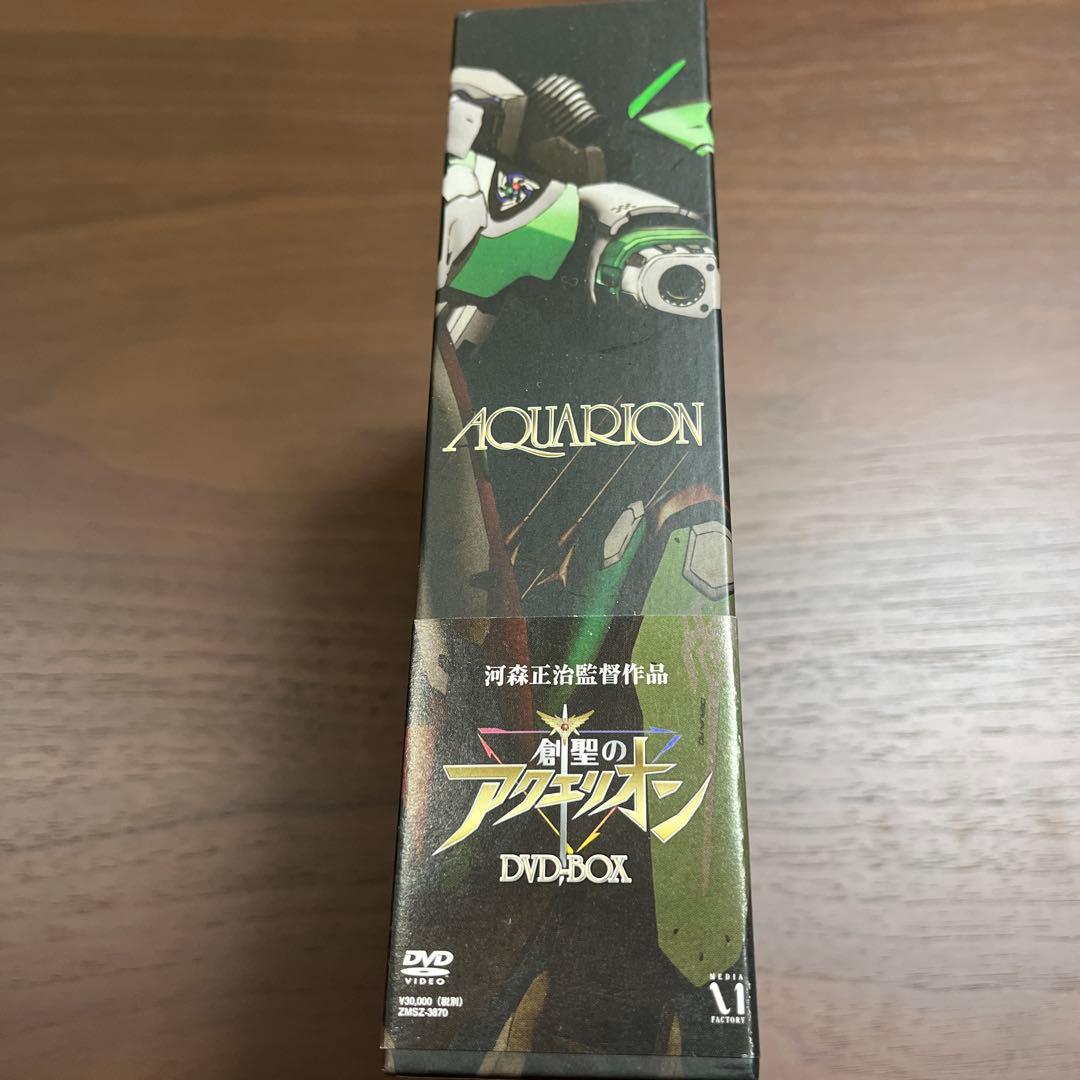 AQUARION
河森正治監督作品
創聖の
アクエリオン
DVD-BOX
DVD
VIDEO
¥30,000（税別）
ZMSZ-3870
MEDIA
FACTORY